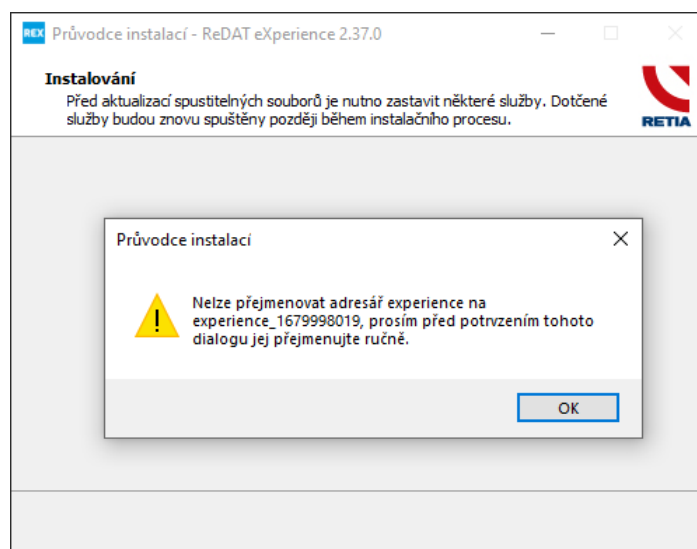 REX Průvodce instalací - ReDAT eXperience 2.37.0
Instalování
Před aktualizací spustitelných souborů je nutno zastavit některé služby. Dotčené
služby budou znovu spuštěny později během instalačního procesu.
RETIA
Průvodce instalací
Nelze přejmenovat adresář experience na
experience_1679998019, prosím před potrvzením tohoto
dialogu jej přejmenujte ručně.
OK